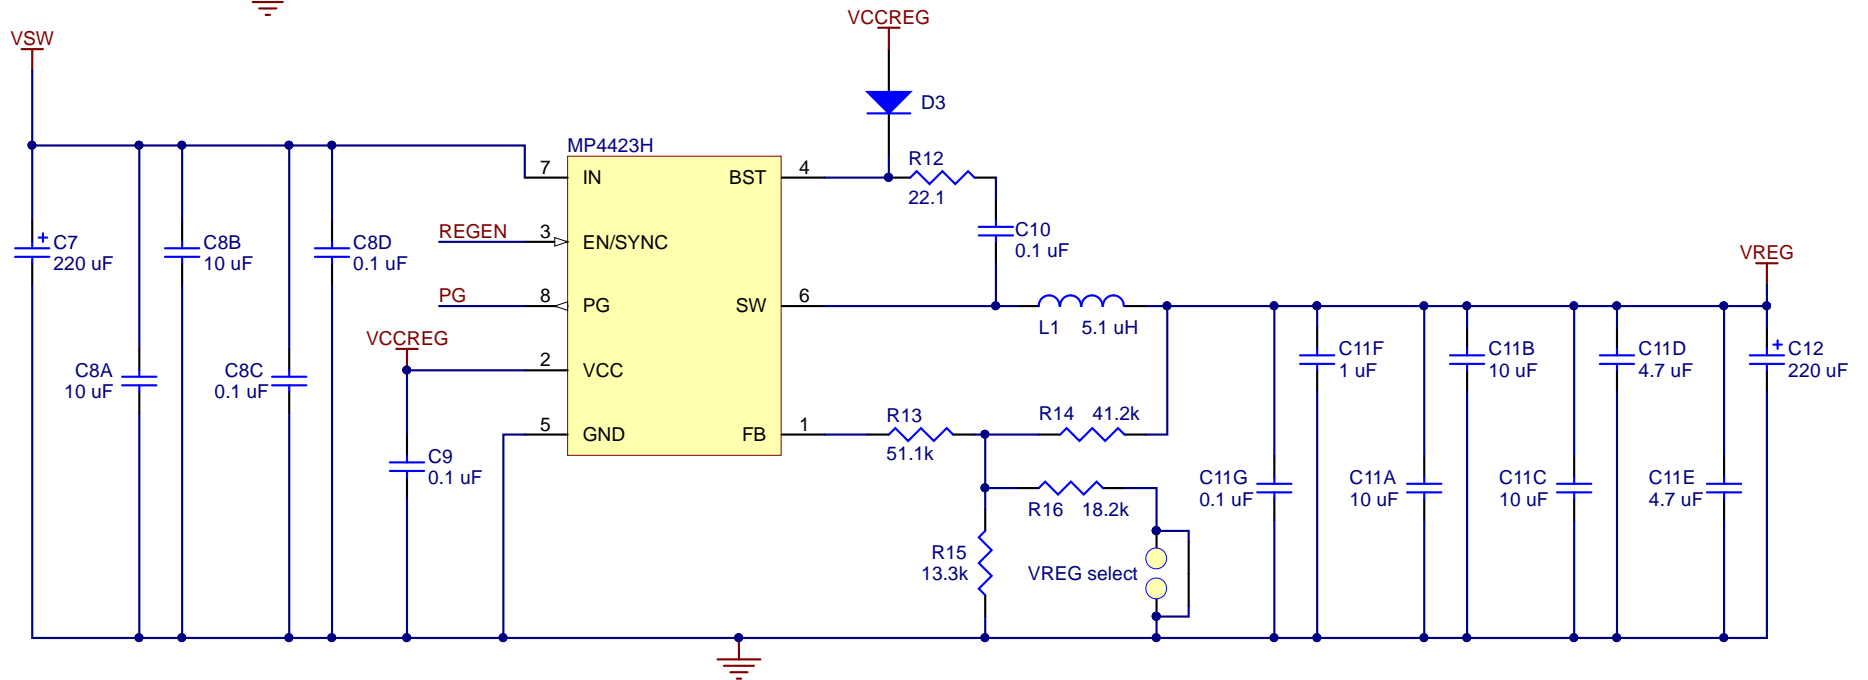 VCCREG
VSW
D3
MP4423H
R12
22.1
7 IN
BST 4
REGEN 3 EN/SYNC
C10
0.1 uF
C7
220 uF
C8B
10 uF
C8D
0.1 uF
VREG
PG 8 PG
SW 6
L1 5.1 uH
VCCREG
2 VCC
C8A
10 uF
C8C
0.1 uF
C11F
1 uF
C11B
10 uF
C11D
4.7 uF
C12
220 uF
5 GND
FB 1
R13
51.1k
R14 41.2k
C9
0.1 uF
R16 18.2k
C11G
0.1 uF
C11A
10 uF
C11C
10 uF
C11E
4.7 uF
R15
13.3k
VREG select